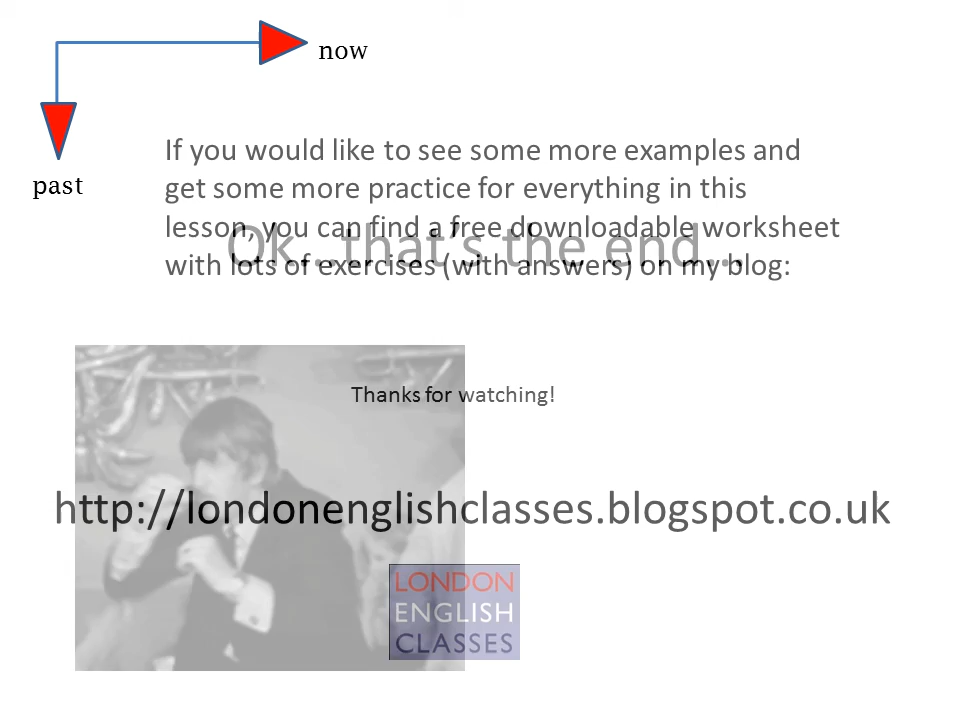 now
past
If you would like to see some more examples and
get some more practice for everything in this
lesson, you can find a free downloadable worksheet
Ok...that's the end...
with lots of exercises (with answers) on my blog:
Thanks for watching!
http://londonenglishclasses.blogspot.co.uk
LONDON
ENGLISH
CLASSES